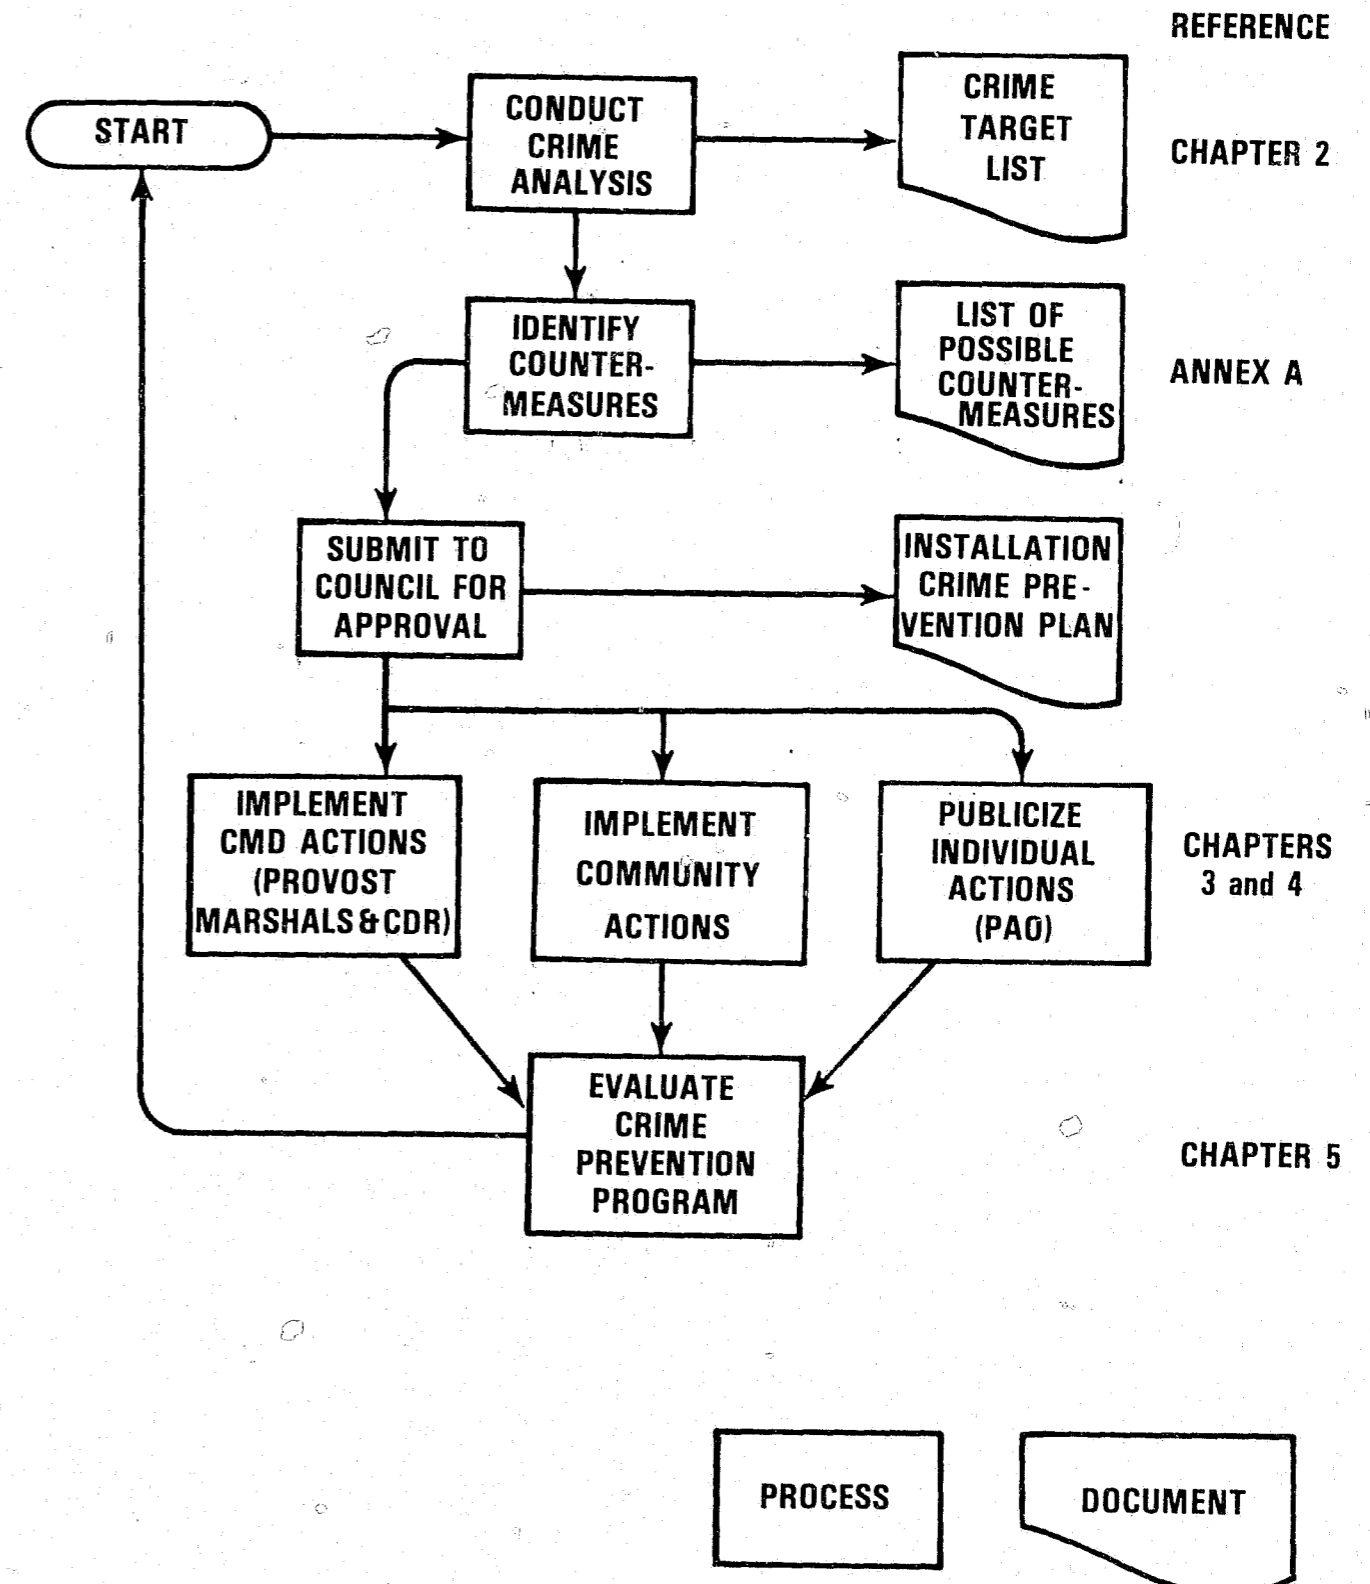 REFERENCE
START
CONDUCT
CRIME
ANALYSIS
CRIME
TARGET
LIST
CHAPTER 2
IDENTIFY
COUNTER-
MEASURES
LIST OF
POSSIBLE
COUNTER-
MEASURES
ANNEX A
SUBMIT TO
COUNCIL FOR
APPROVAL
INSTALLATION
CRIME PRE-
VENTION PLAN
IMPLEMENT
CMD ACTIONS
(PROVOST
MARSHALS & CDR)
IMPLEMENT
COMMUNITY
ACTIONS
PUBLICIZE
INDIVIDUAL
ACTIONS
(PAO)
CHAPTERS
3 and 4
EVALUATE
CRIME
PREVENTION
PROGRAM
CHAPTER 5
PROCESS
DOCUMENT